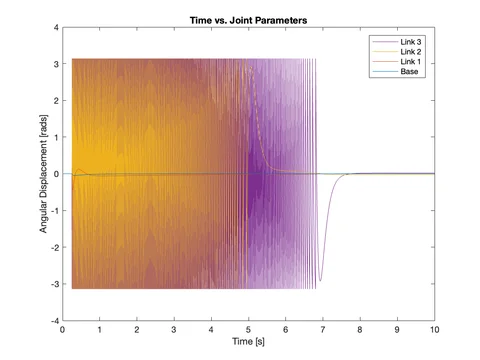 Time vs. Joint Parameters
Angular Displacement [rads]
4
3
2
1
0
-1
-2
-3
-4
Link 3
Link 2
Link 1
Base
0 1 2 3 4 5 6 7 8 9 10
Time [s]